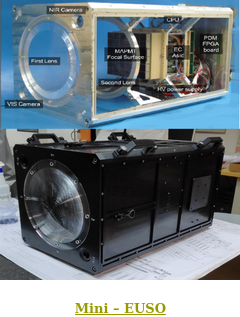 NIR Camera
CPU
MAPMT
Focal Surface
EC
Asic
PDM
FPGA
board
First Lens
Second Lens
HV power supply
VIS Camera
Mini – EUSO